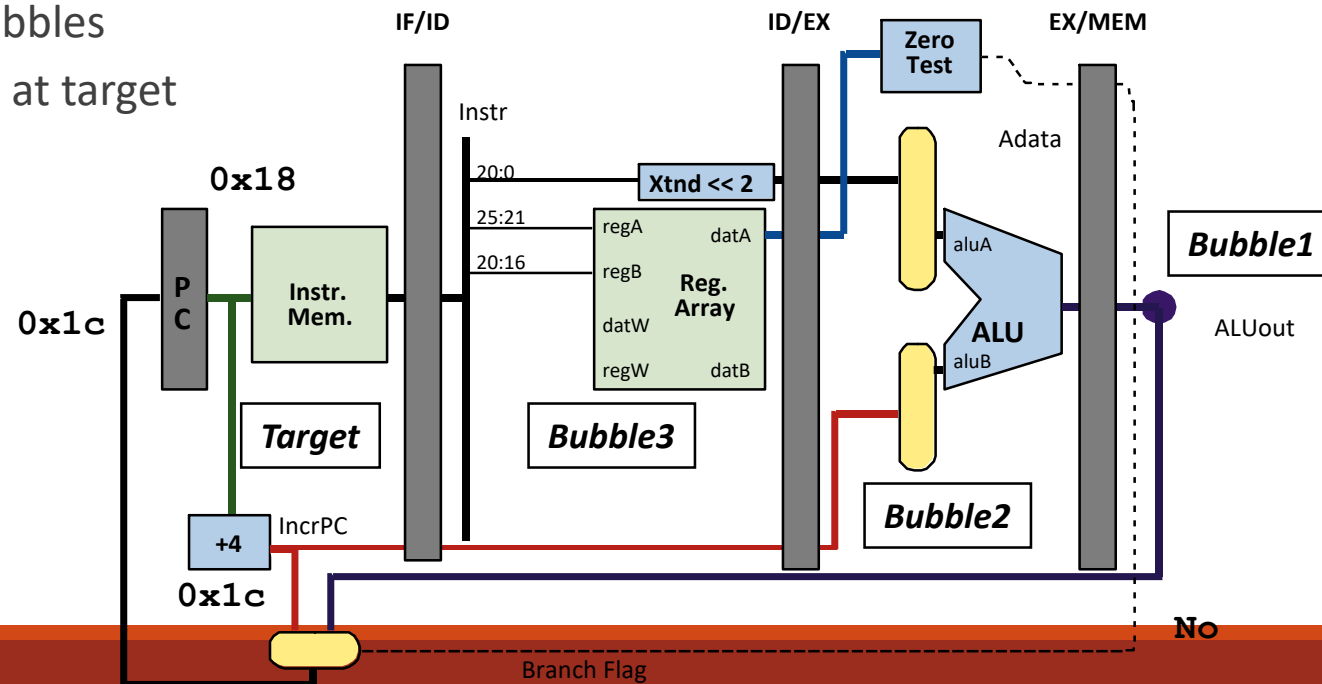 bbles
at target
IF/ID
ID/EX
EX/MEM
Zero
Test
Instr
Adata
0x18
20:0
Xtnd << 2
25:21
regA
datA
aluA
Bubble1
P
C
Instr.
Mem.
20:16
regB
Reg.
Array
0x1c
datW
ALU
ALUout
regW
datB
aluB
Target
Bubble3
Bubble2
+4
IncrPC
0x1c
No
Branch Flag